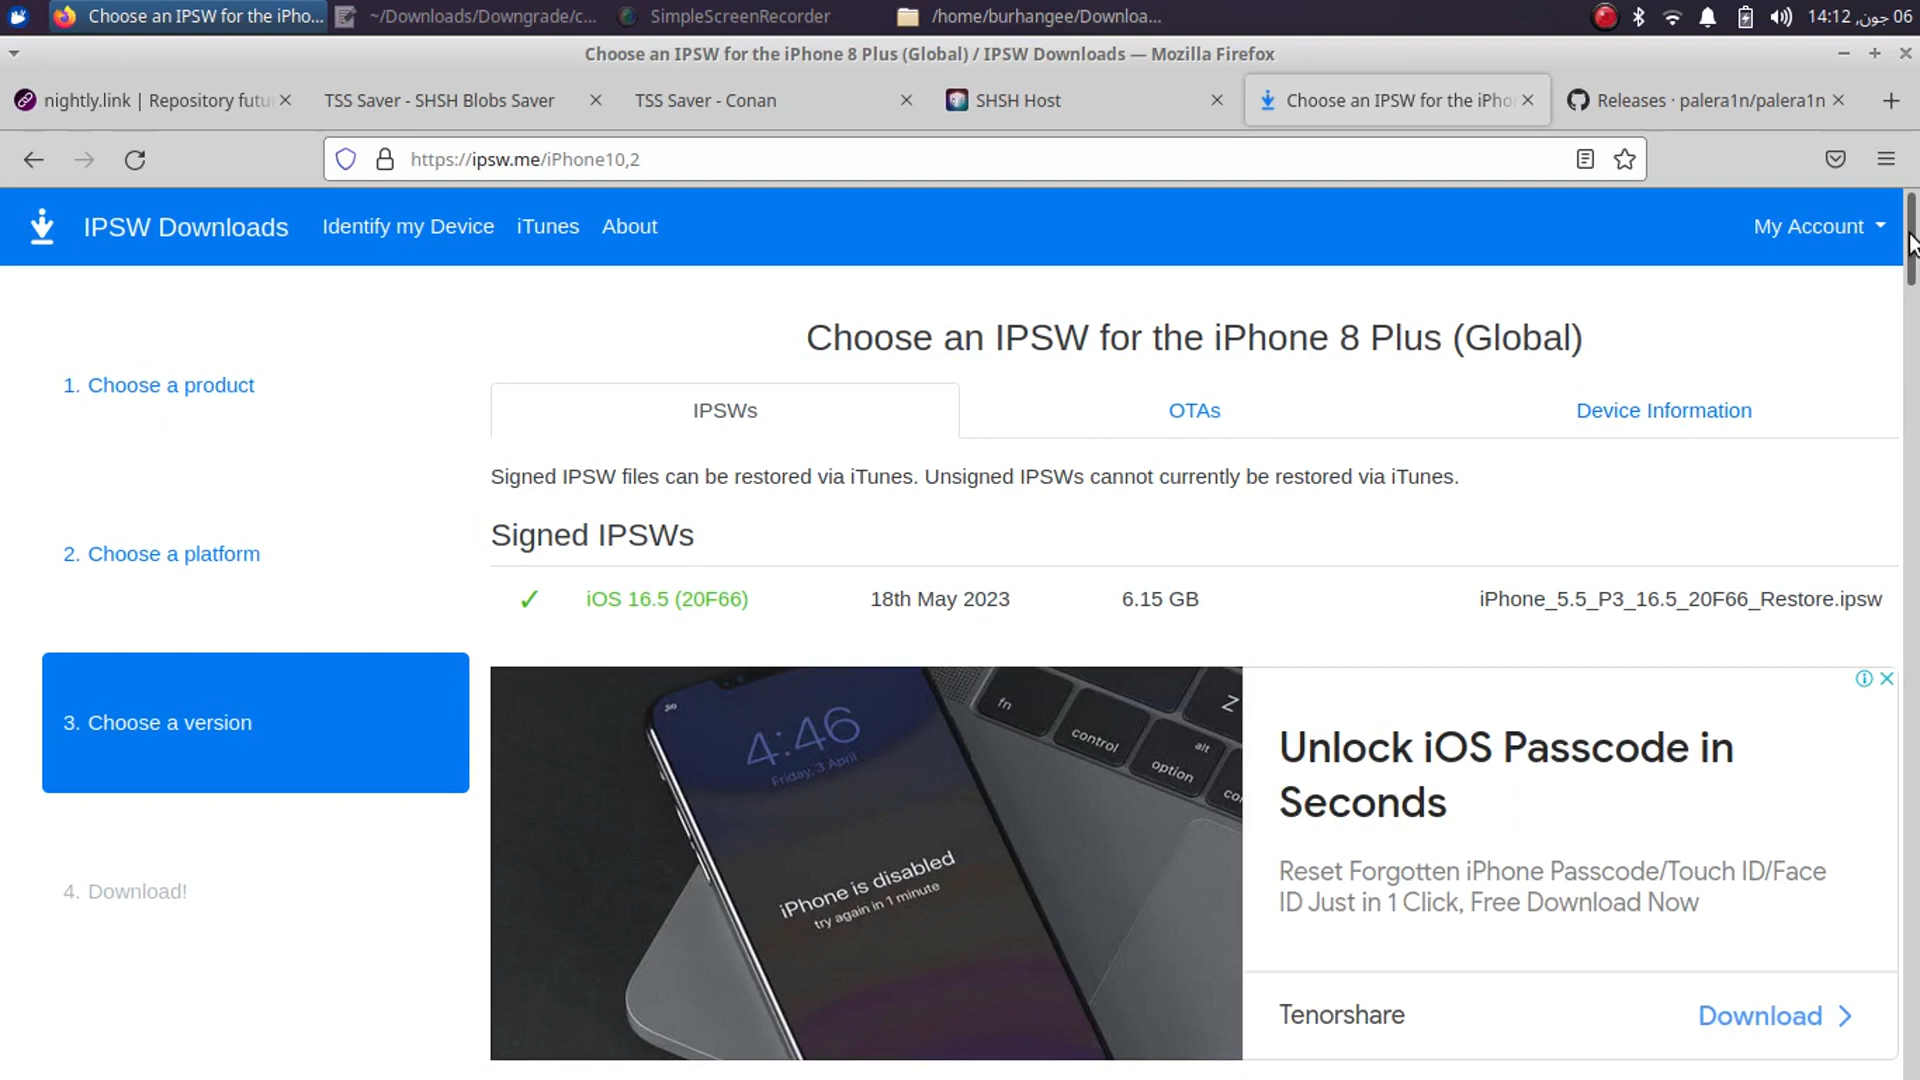 Choose an IPSW for the iPho...
~/Downloads/Downgrade/c...
SimpleScreenRecorder
/home/burhangee/Downloa...
06 جون, 14:12
Choose an IPSW for the iPhone 8 Plus (Global) / IPSW Downloads — Mozilla Firefox
nightly.link | Repository futu
TSS Saver - SHSH Blobs Saver
TSS Saver - Conan
SHSH Host
Choose an IPSW for the iPho
Releases · palera1n/palera1n
https://ipsw.me/iPhone10,2
IPSW Downloads
Identify my Device
iTunes
About
My Account
Choose an IPSW for the iPhone 8 Plus (Global)
1. Choose a product
IPSWs
OTAs
Device Information
Signed IPSW files can be restored via iTunes. Unsigned IPSWs cannot currently be restored via iTunes.
Signed IPSWs
2. Choose a platform
✓ iOS 16.5 (20F66) 18th May 2023 6.15 GB iPhone_5.5_P3_16.5_20F66_Restore.ipsw
3. Choose a version
4. Download!
Jio
4:46
Friday, 3 April
iPhone is disabled
try again in 1 minute
fn
control
alt
option
Z
co
Unlock iOS Passcode in
Seconds
Reset Forgotten iPhone Passcode/Touch ID/Face
ID Just in 1 Click, Free Download Now
Tenorshare
Download